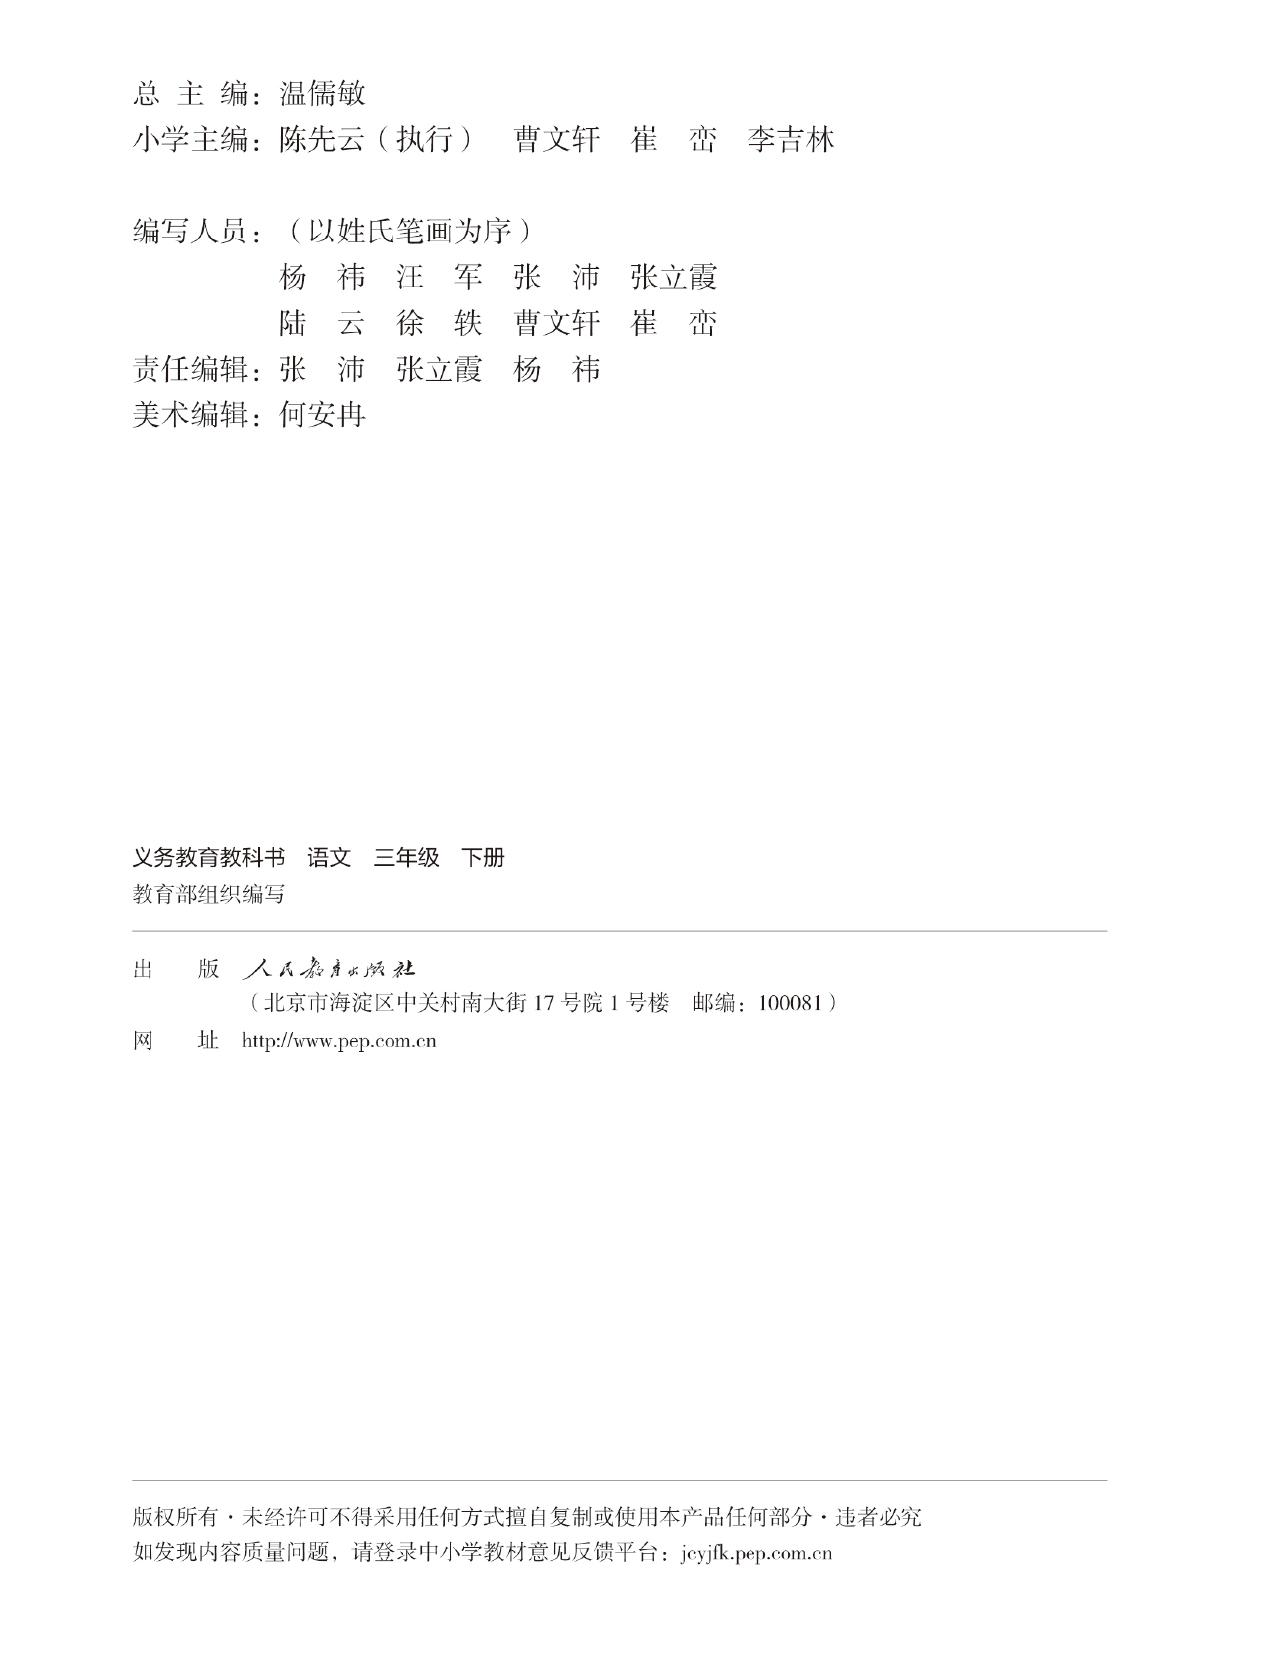 总 主 编：温儒敏
小学主编：陈先云（执行） 曹文轩 崔 峦 李吉林
编写人员：（以姓氏笔画为序）
杨 祎 汪 军 张 沛 张立霞
陆 云 徐 轶 曹文轩 崔 峦
责任编辑：张 沛 张立霞 杨 祎
美术编辑：何安冉
义务教育教科书 语文 三年级 下册
教育部组织编写
出 版 人民教育出版社
（北京市海淀区中关村南大街 17 号院 1 号楼 邮编：100081）
网 址 http://www.pep.com.cn
版权所有·未经许可不得采用任何方式擅自复制或使用本产品任何部分·违者必究
如发现内容质量问题，请登录中小学教材意见反馈平台：jcyjfk.pep.com.cn